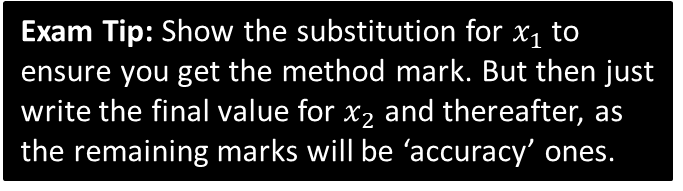 Exam Tip: Show the substitution for 𝑥₁ to
ensure you get the method mark. But then just
write the final value for 𝑥₂ and thereafter, as
the remaining marks will be ‘accuracy’ ones.